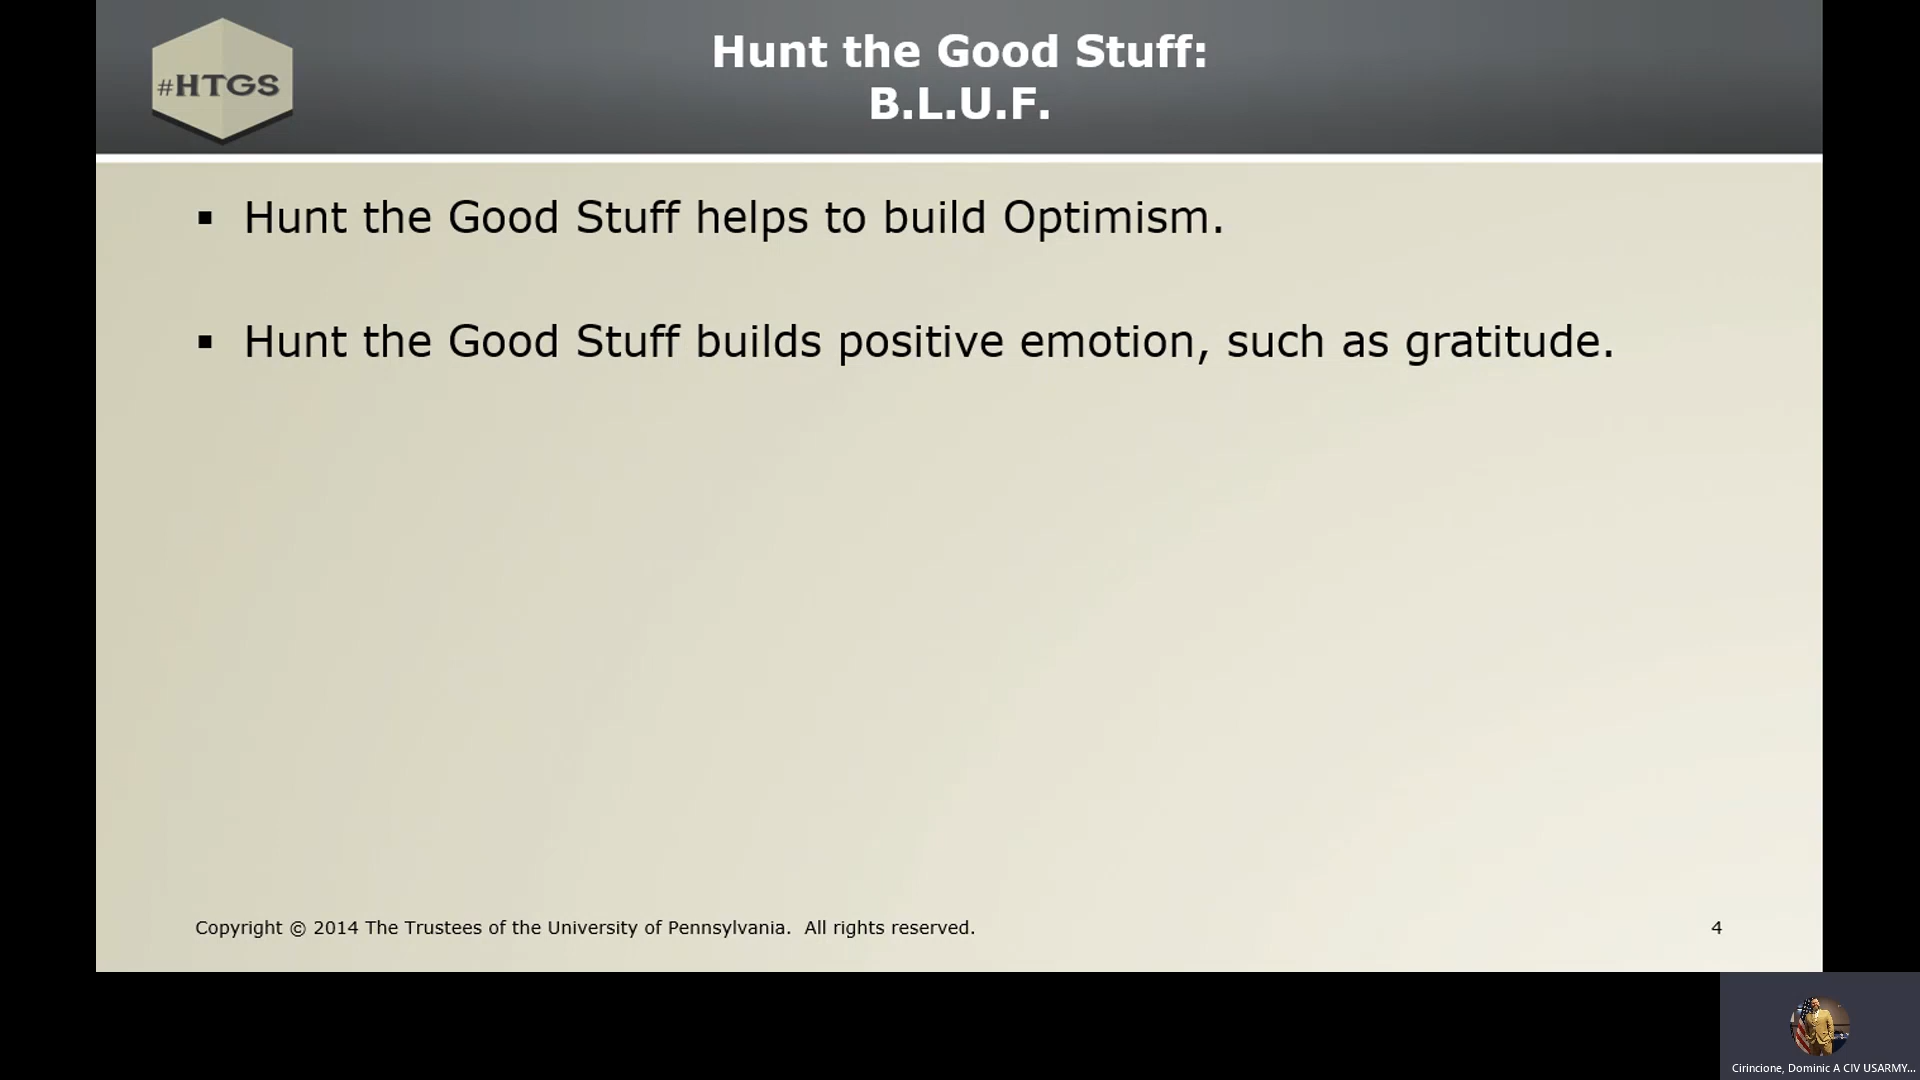 #HTGS
Hunt the Good Stuff:
B.L.U.F.
▪ Hunt the Good Stuff helps to build Optimism.
▪ Hunt the Good Stuff builds positive emotion, such as gratitude.
Copyright © 2014 The Trustees of the University of Pennsylvania. All rights reserved.
4
Cirincione, Dominic A CIV USARMY...